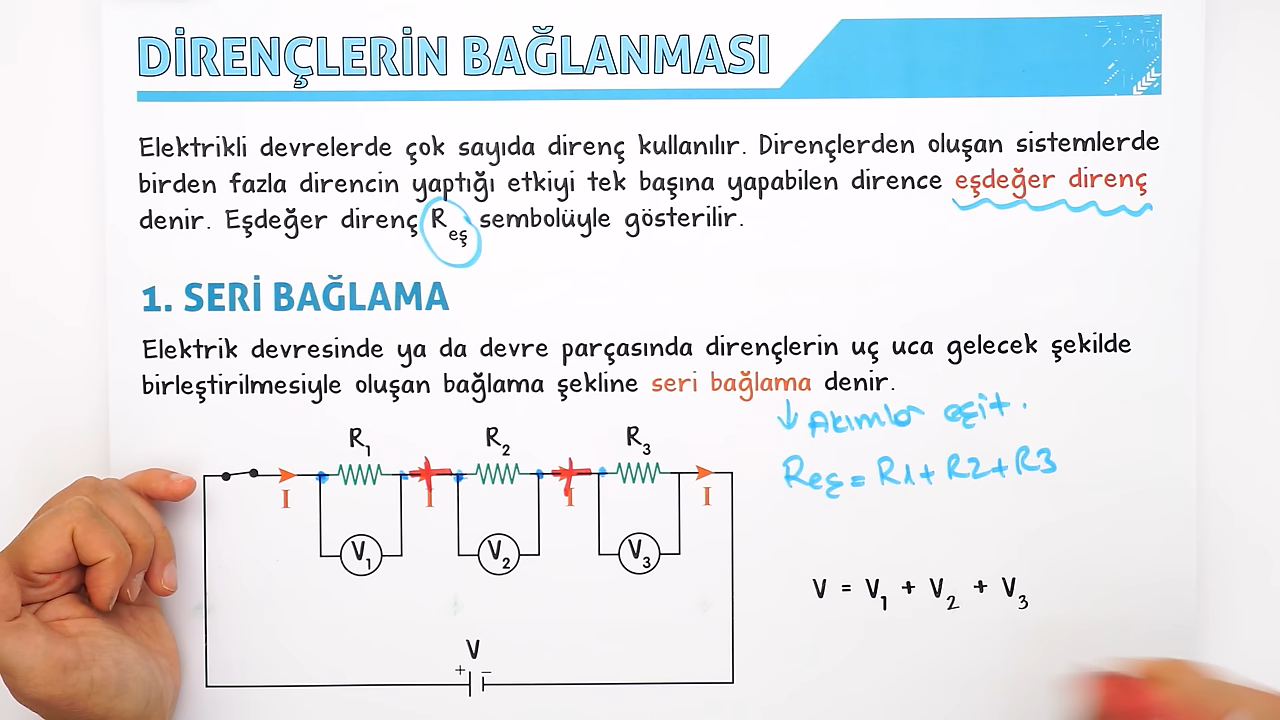 DİRENÇLERİN BAĞLANMASI
Elektrikli devrelerde çok sayıda direnç kullanılır. Dirençlerden oluşan sistemlerde
birden fazla direncin yaptığı etkiyi tek başına yapabilen dirence eşdeğer direnç
denir. Eşdeğer direnç Reş sembolüyle gösterilir.
1. SERİ BAĞLAMA
Elektrik devresinde ya da devre parçasında dirençlerin uç uca gelecek şekilde
birleştirilmesiyle oluşan bağlama şekline seri bağlama denir.
↓ Akımlar eşit.
Reş = R1 + R2 + R3
R1 R2 R3
I I I I
V1 V2 V3
V = V1 + V2 + V3
V
+ −